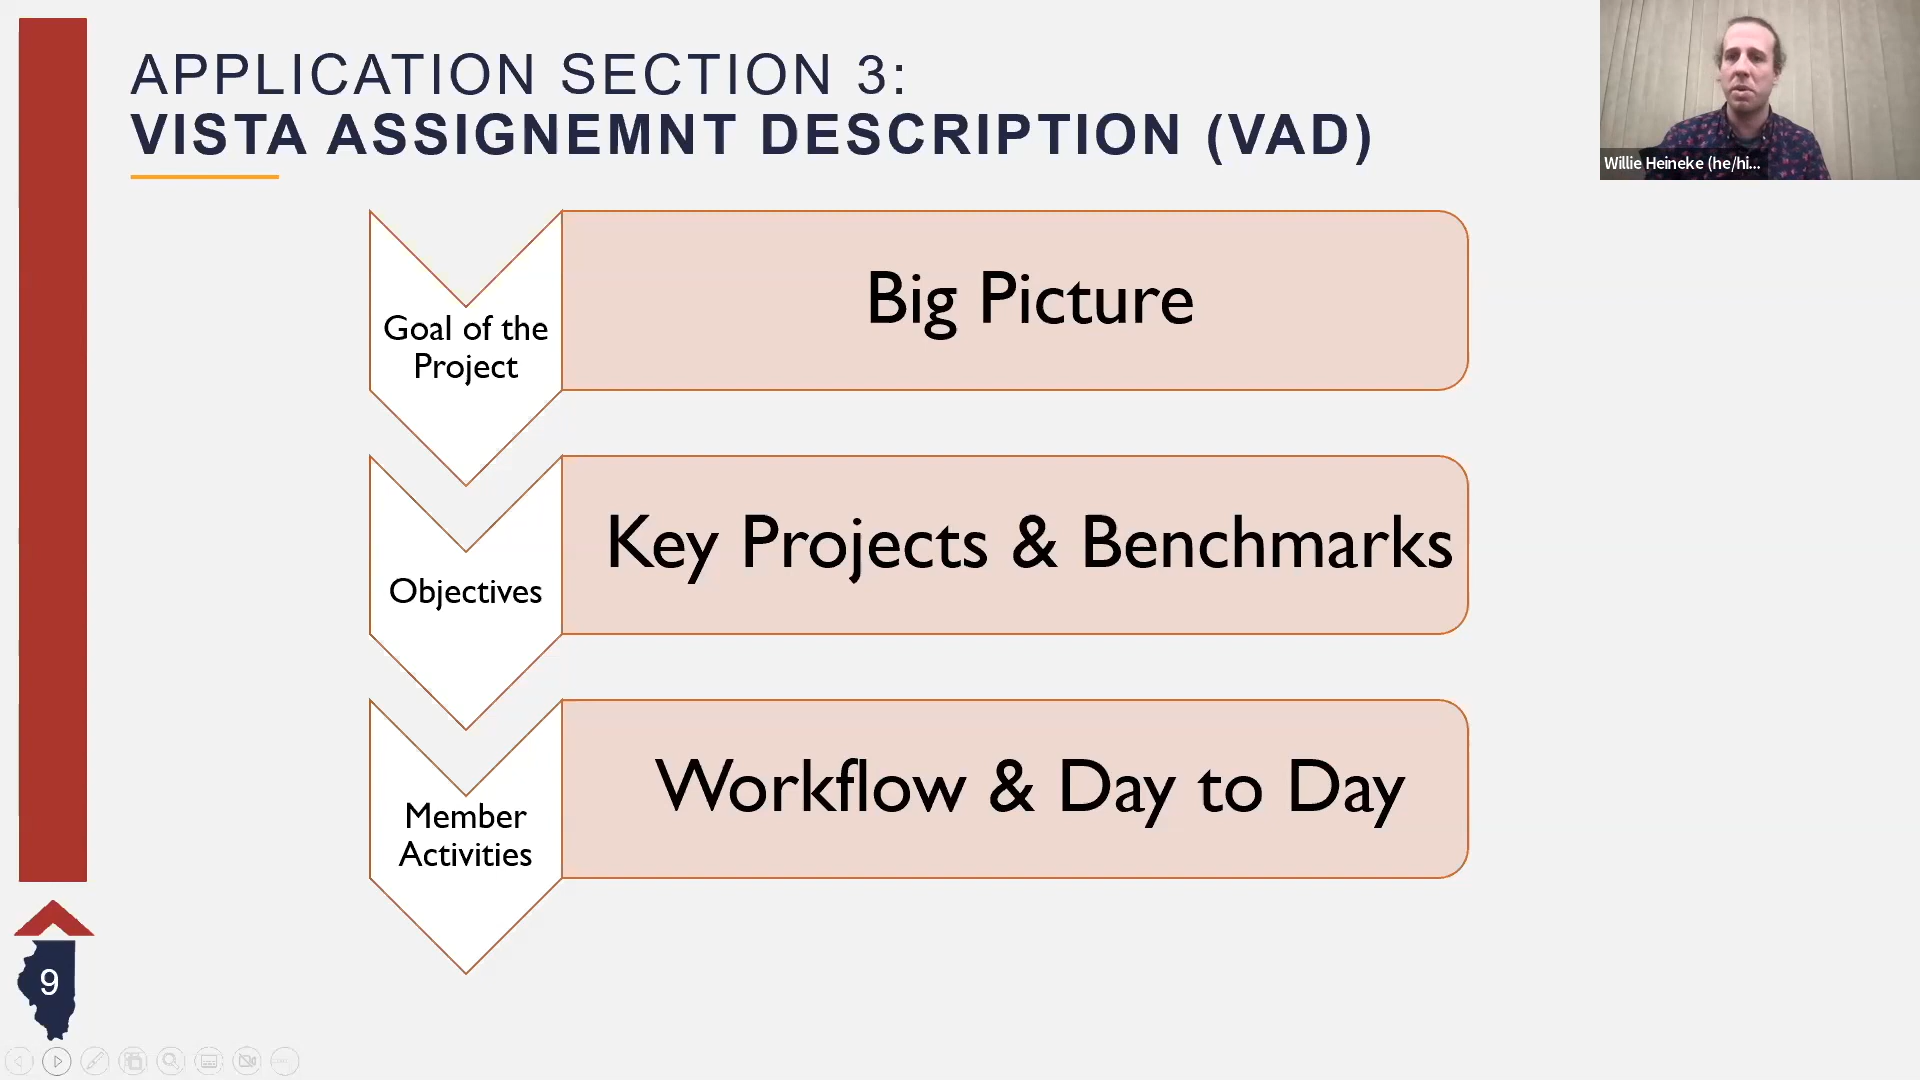 APPLICATION SECTION 3:
VISTA ASSIGNEMNT DESCRIPTION (VAD)
Willie Heineke (he/hi...
Goal of the
Project
Big Picture
Objectives
Key Projects & Benchmarks
Member
Activities
Workflow & Day to Day
9